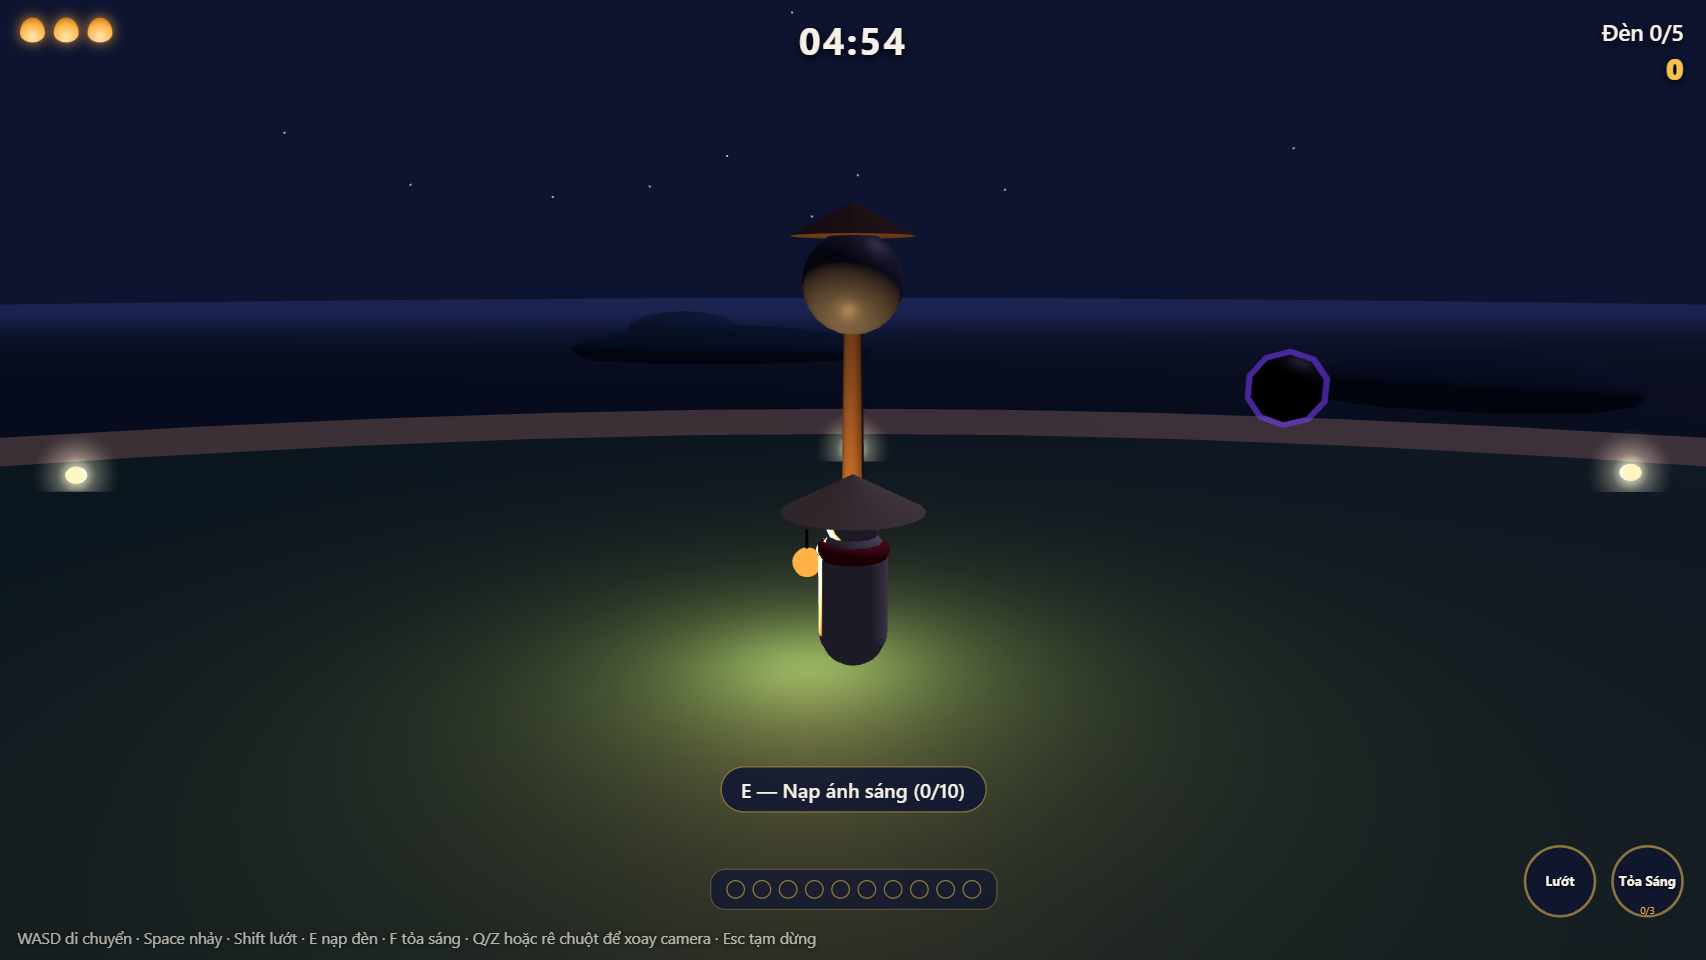 04:54
Đèn 0/5
0
E — Nạp ánh sáng (0/10)
Lướt
Tỏa Sáng
0/3
WASD di chuyển · Space nhảy · Shift lướt · E nạp đèn · F tỏa sáng · Q/Z hoặc rê chuột để xoay camera · Esc tạm dừng